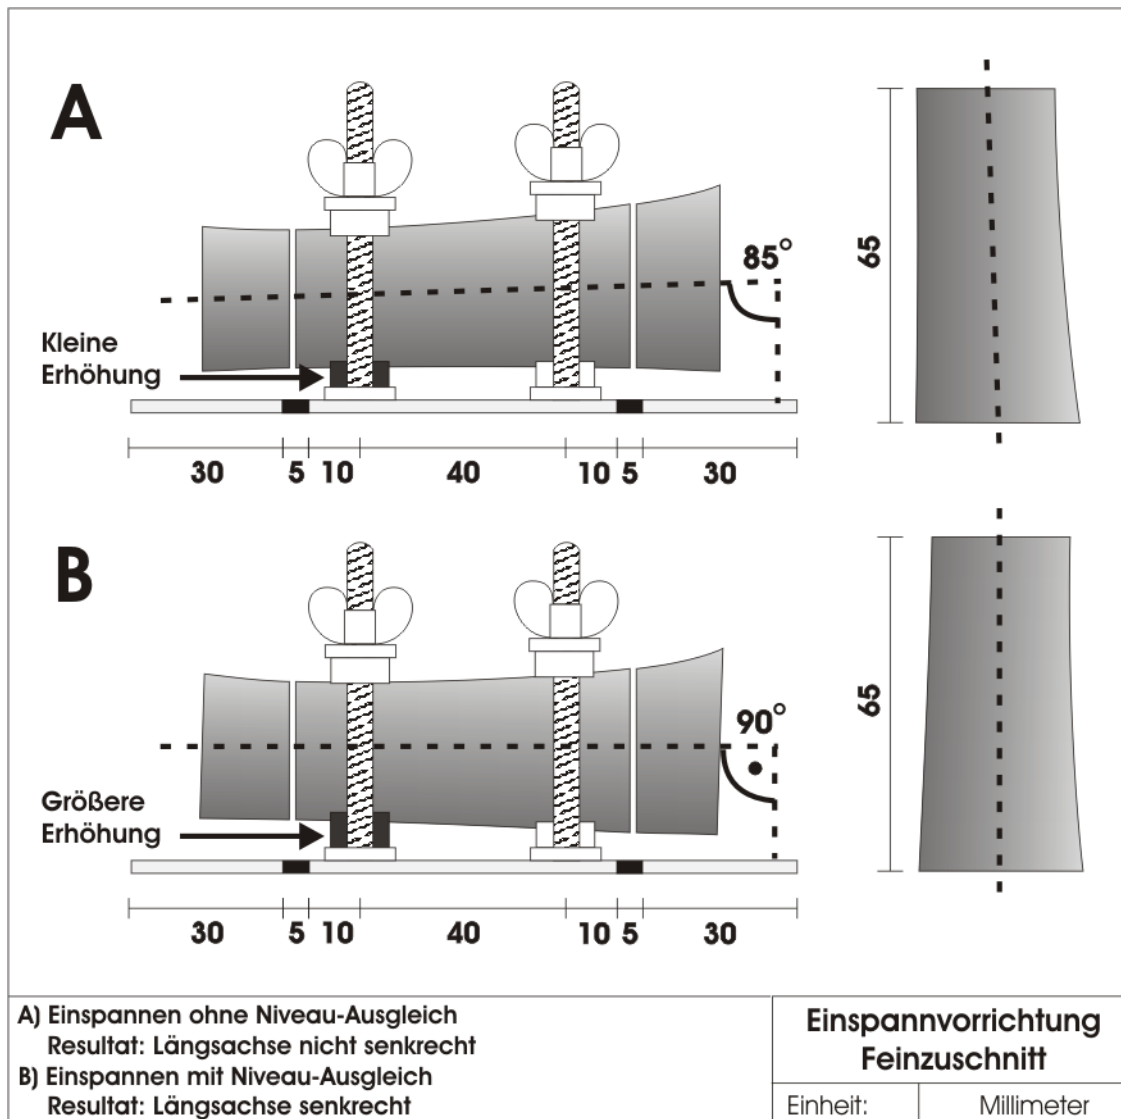 A
85°
Kleine
Erhöhung
65
30 5 10 40 10 5 30
B
90°
Größere
Erhöhung
65
30 5 10 40 10 5 30
A) Einspannen ohne Niveau-Ausgleich
Resultat: Längsachse nicht senkrecht
B) Einspannen mit Niveau-Ausgleich
Resultat: Längsachse senkrecht
Einspannvorrichtung
Feinzuschnitt
Einheit: Millimeter